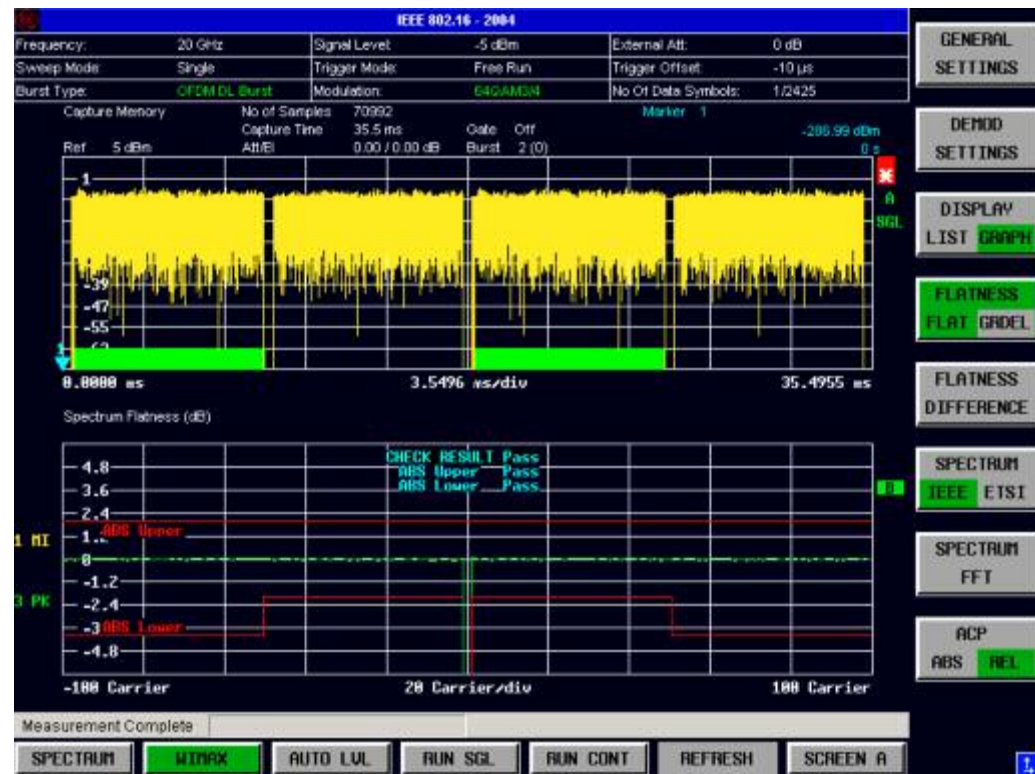 IEEE 802.16 - 2004
Frequency: 20 GHz Signal Level: -5 dBm External Att: 0 dB
Sweep Mode: Single Trigger Mode: Free Run Trigger Offset: -10 µs
Burst Type: OFDM DL Burst Modulation: 64QAM3/4 No Of Data Symbols: 1/2425
Capture Memory No of Samples 70992 Marker 1
Capture Time 35.5 ms Gate Off -286.99 dBm
Ref 5 dBm Att/El 0.00 / 0.00 dB Burst 2 (0) 0 s
1
A
SGL
-39
-47
-55
1
0.0000 ms 3.5496 ms/div 35.4955 ms
Spectrum Flatness (dB)
CHECK RESULT Pass
ABS Upper Pass
ABS Lower Pass
4.8
3.6
B
2.4
ABS Upper
1 MI
0
-1.2
3 PK
-2.4
ABS Lower
-4.8
-100 Carrier 20 Carrier/div 100 Carrier
Measurement Complete
SPECTRUM WIMAX AUTO LVL RUN SGL RUN CONT REFRESH SCREEN A
GENERAL
SETTINGS
DEMOD
SETTINGS
DISPLAY
LIST GRAPH
FLATNESS
FLAT GRDEL
FLATNESS
DIFFERENCE
SPECTRUM
IEEE ETSI
SPECTRUM
FFT
ACP
ABS REL